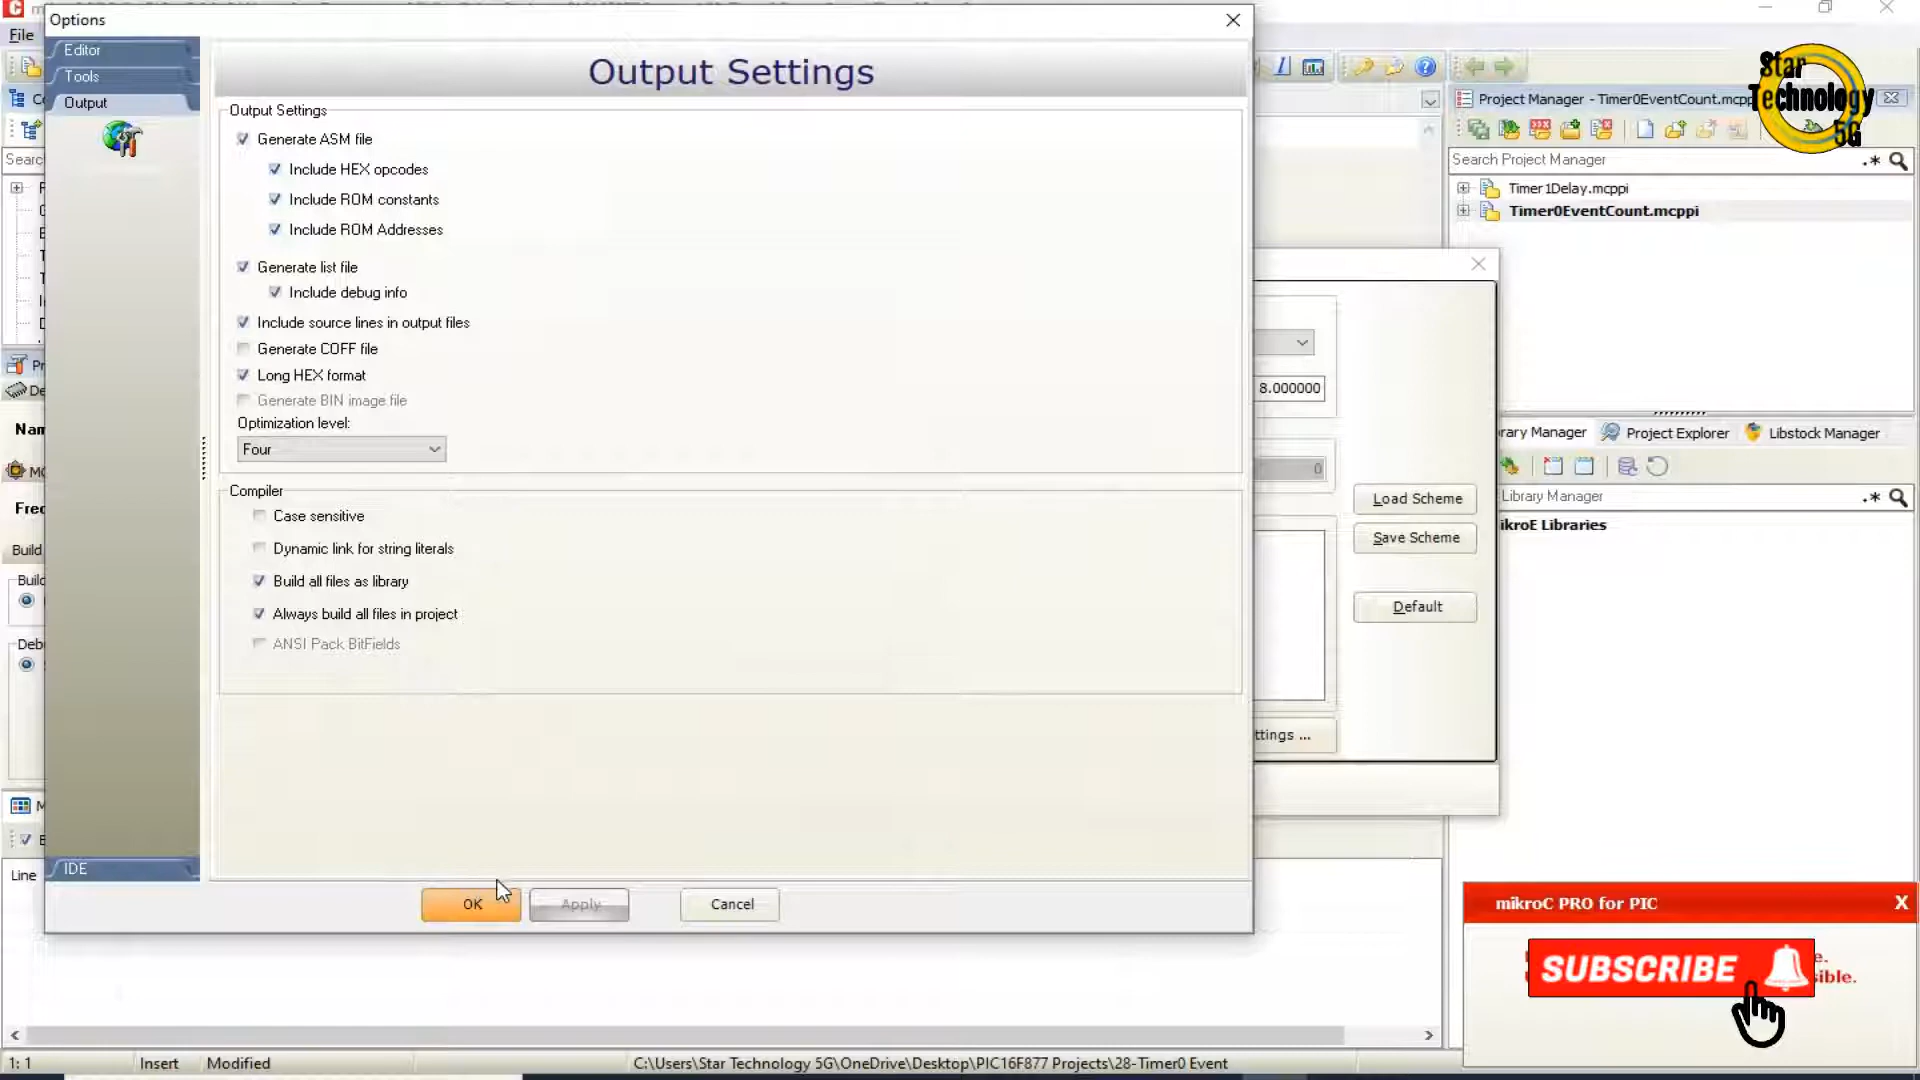 Options
File
Editor
Tools
Output
Output Settings
Output Settings
Generate ASM file
Include HEX opcodes
Include ROM constants
Include ROM Addresses
Generate list file
Include debug info
Include source lines in output files
Generate COFF file
Long HEX format
Generate BIN image file
Optimization level:
Four
Compiler
Case sensitive
Dynamic link for string literals
Build all files as library
Always build all files in project
ANSI Pack BitFields
IDE
OK
Apply
Cancel
Build
Line
8.000000
0
Load Scheme
Save Scheme
Default
ttings ...
Star
Technology
5G
Project Manager - Timer0EventCount.mcpp
Search Project Manager
Timer1Delay.mcppi
Timer0EventCount.mcppi
rary Manager
Project Explorer
Libstock Manager
Library Manager
ikroE Libraries
mikroC PRO for PIC
X
SUBSCRIBE
e.
sible.
1: 1
Insert
Modified
C:\Users\Star Technology 5G\OneDrive\Desktop\PIC16F877 Projects\28-Timer0 Event